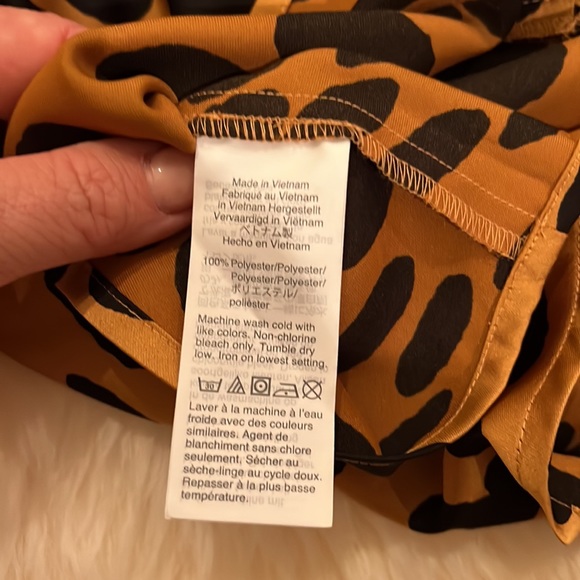 Made in Vietnam
Fabriqué au Vietnam
in Vietnam Hergestellt
Vervaardigd in Viëtnam
ベトナム製
Hecho en Vietnam
100% Polyester/Polyester/
Polyester/Polyester/
ポリエステル/
poliéster
Machine wash cold with
like colors. Non-chlorine
bleach only. Tumble dry
low. Iron on lowest setting
30
Laver à la machine à l'eau
froide avec des couleurs
similaires. Agent de
blanchiment sans chlore
seulement, Sécher au
sèche-linge au cycle doux.
Repasser à la plus basse
température.